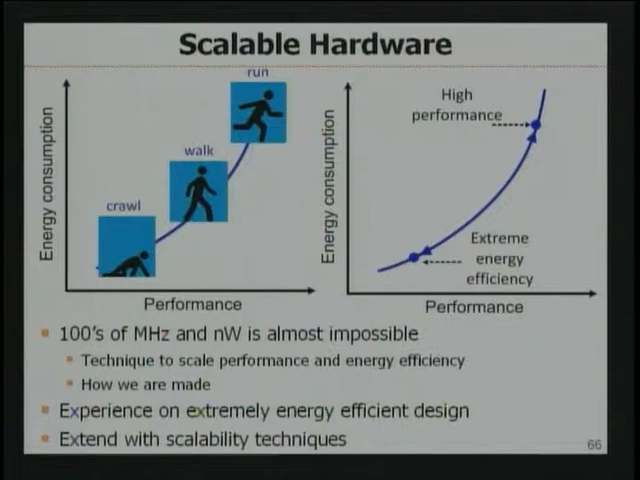 Scalable Hardware
run
walk
crawl
Energy consumption
Performance
High
performance
Extreme
energy
efficiency
Energy consumption
Performance
100's of MHz and nW is almost impossible
Technique to scale performance and energy efficiency
How we are made
Experience on extremely energy efficient design
Extend with scalability techniques
66